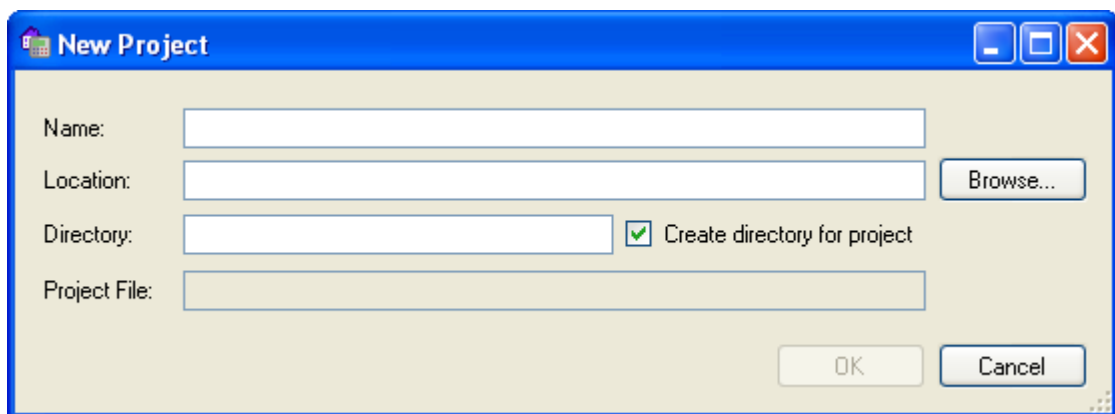 New Project
Name:
Location: Browse...
Directory: Create directory for project
Project File:
OK Cancel